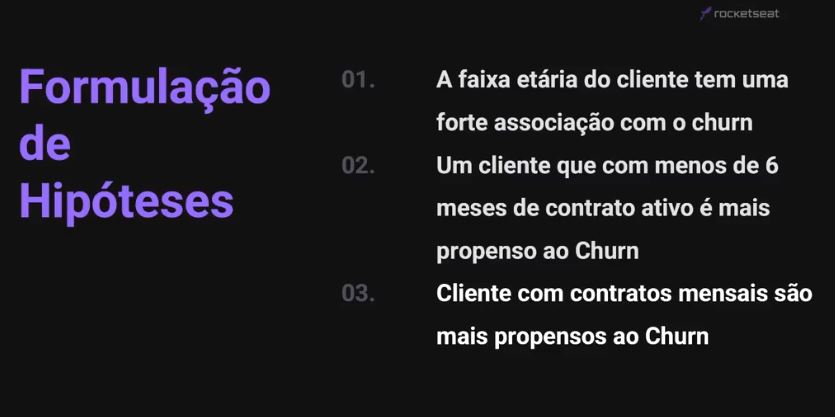 rocketseat
Formulação
de
Hipóteses
01.
A faixa etária do cliente tem uma
forte associação com o churn
02.
Um cliente que com menos de 6
meses de contrato ativo é mais
propenso ao Churn
03.
Cliente com contratos mensais são
mais propensos ao Churn